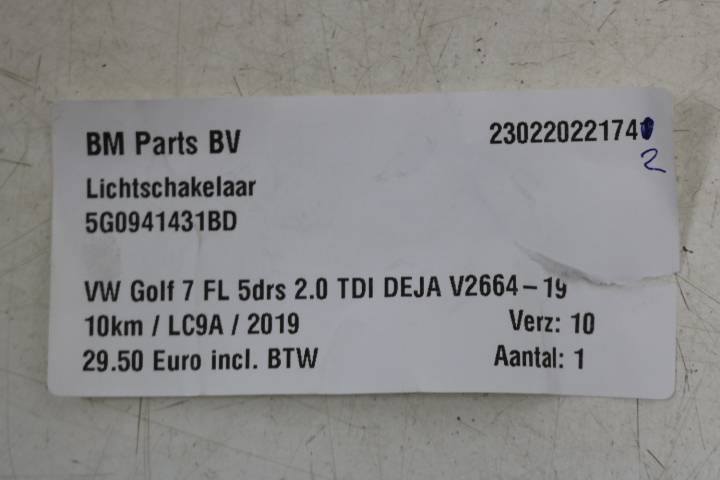 BM Parts BV 23022022174
2
Lichtschakelaar
5G0941431BD
VW Golf 7 FL 5drs 2.0 TDI DEJA V2664-19
10km / LC9A / 2019 Verz: 10
29.50 Euro incl. BTW Aantal: 1